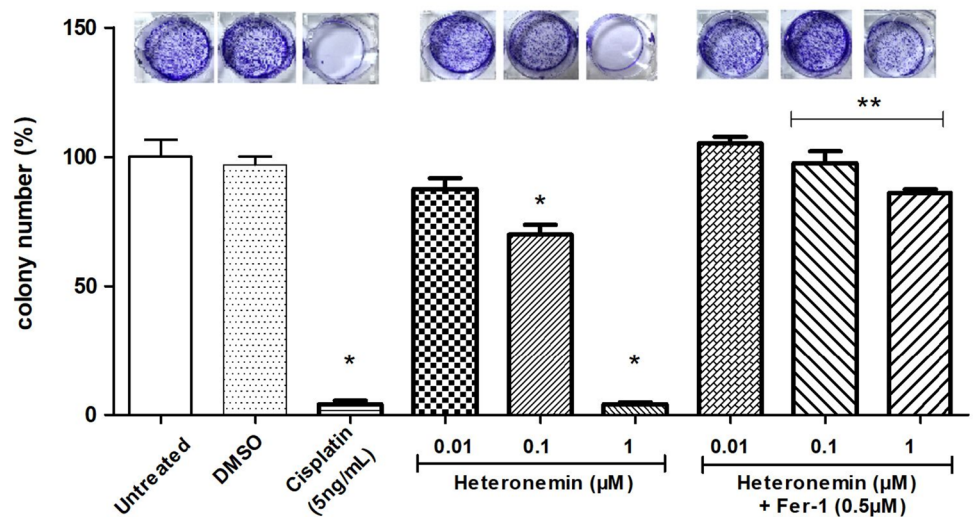 150
100
50
0
colony number (%)
*
*
*
**
Untreated
DMSO
Cisplatin
(5ng/mL)
0.01 0.1 1
Heteronemin (μM)
0.01 0.1 1
Heteronemin (μM)
+ Fer-1 (0.5μM)